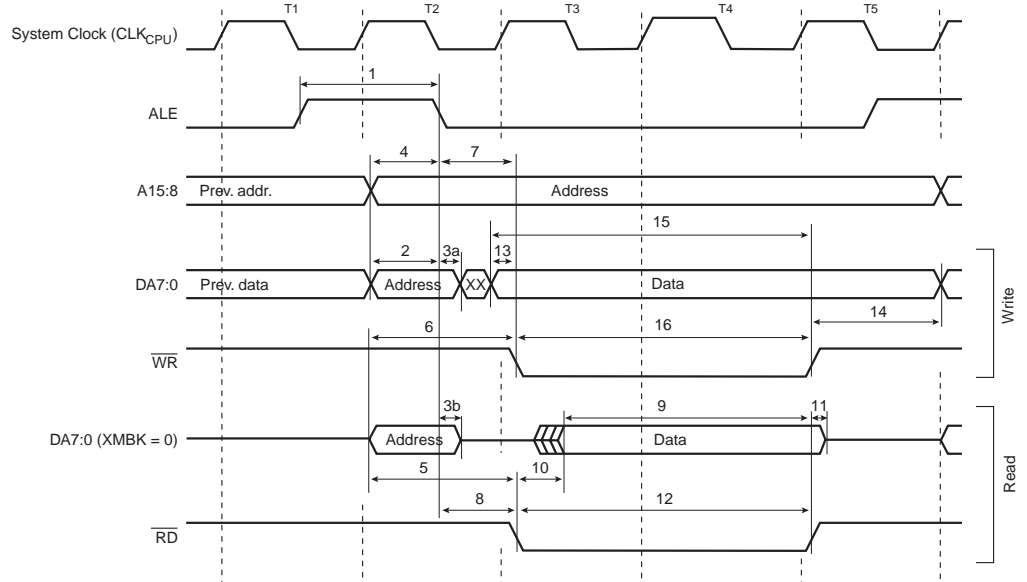 T1 T2 T3 T4 T5
System Clock (CLKCPU)
1
ALE
4 7
A15:8 Prev. addr. Address
15
2 3a 13
DA7:0 Prev. data Address XX Data
14
6 16
WR
Write
3b 9 11
DA7:0 (XMBK = 0) Address Data
5 10
8 12
RD
Read